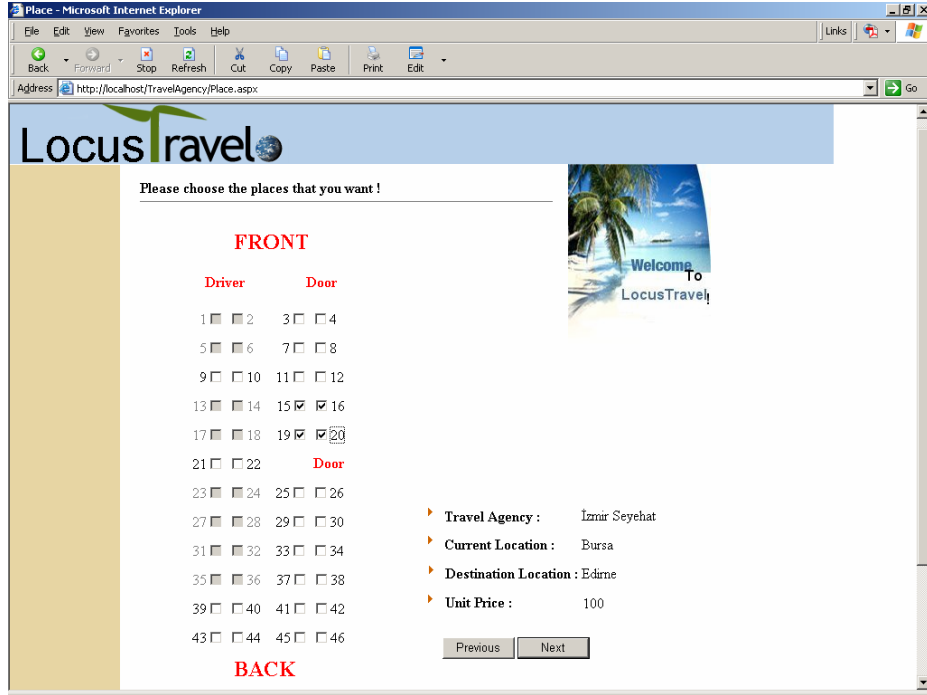 Place - Microsoft Internet Explorer
File Edit View Favorites Tools Help Links
Back Forward Stop Refresh Cut Copy Paste Print Edit
Address http://localhost/TravelAgency/Place.aspx Go
LocusTravel
Please choose the places that you want !
Welcome
To
LocusTravel!
FRONT
Driver Door
1 2 3 4
5 6 7 8
9 10 11 12
13 14 15 16
17 18 19 20
21 22 Door
23 24 25 26
27 28 29 30
31 32 33 34
35 36 37 38
39 40 41 42
43 44 45 46
BACK
Travel Agency : İzmir Seyehat
Current Location : Bursa
Destination Location : Edirne
Unit Price : 100
Previous Next